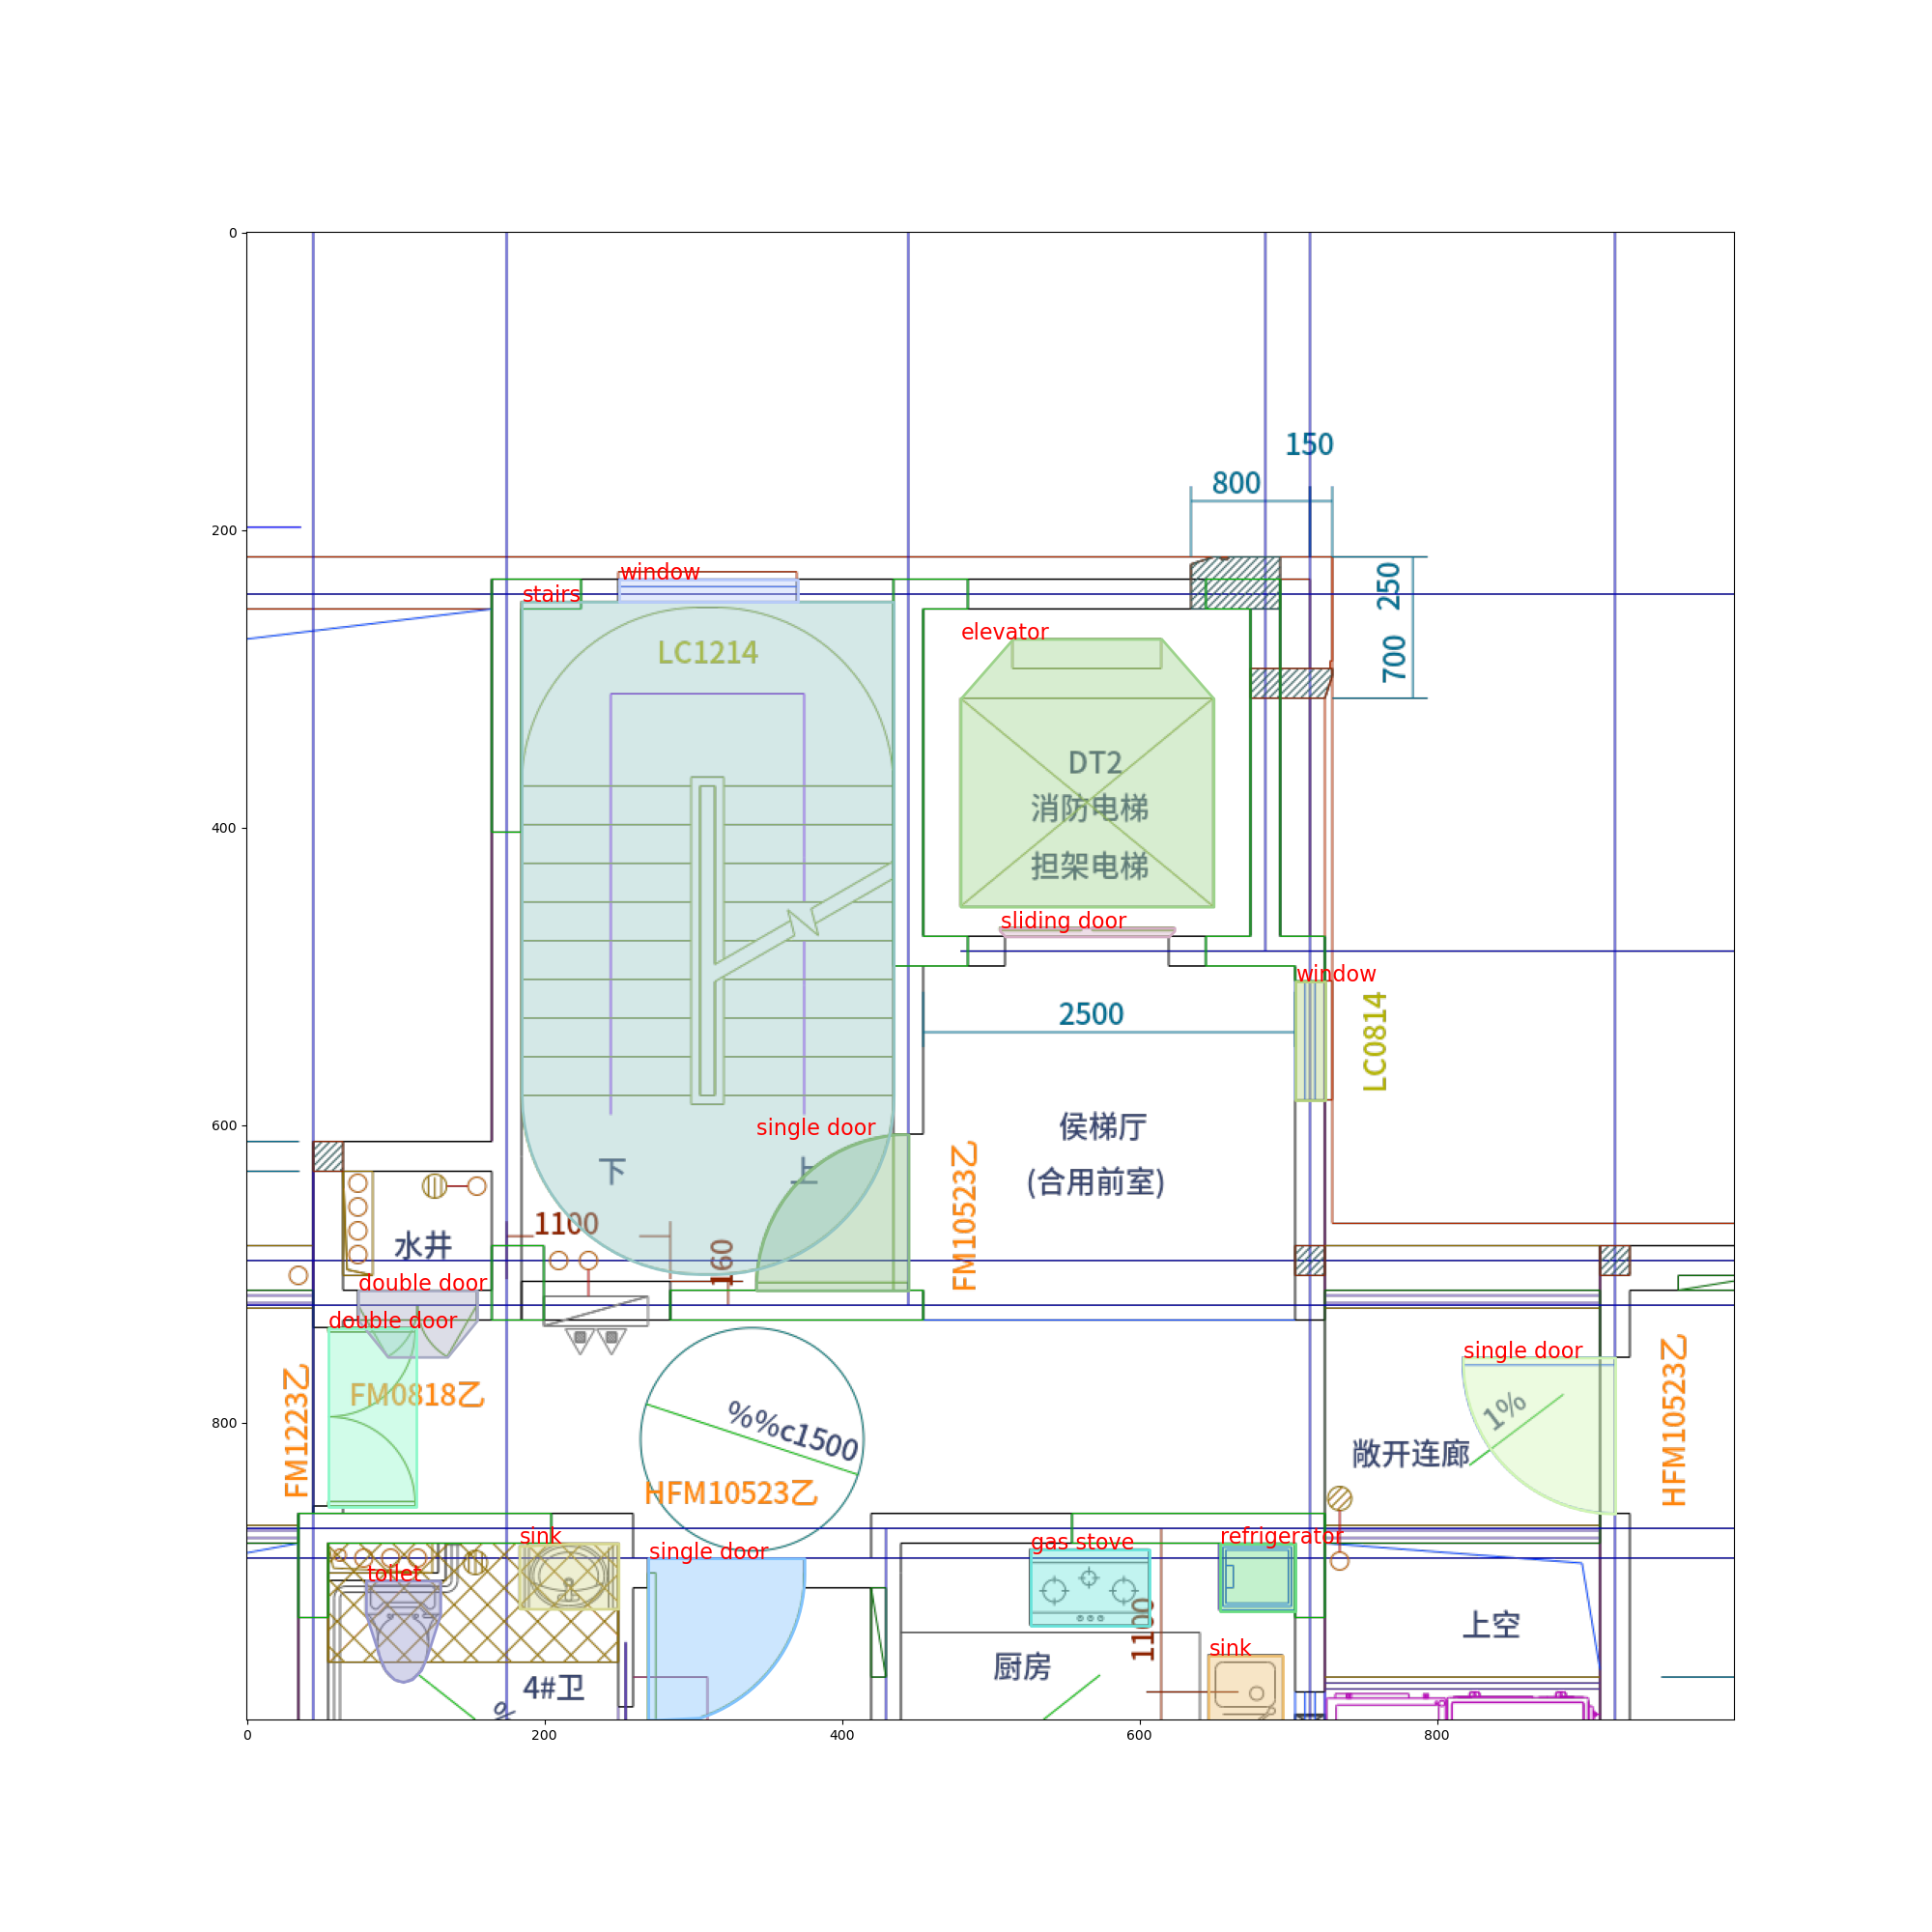 0
150
800
200
window
stairs
250
elevator
LC1214
700
DT2
消防电梯
400
担架电梯
sliding door
window
2500
LC0814
600
single door
侯梯厅
下
上
(合用前室)
FM10523乙
1100
水井
160
double door
double door
single door
FM1223乙
FM0818乙
1%
HFM10523乙
800
%%c1500
敞开连廊
HFM10523乙
sink
gas stove
refrigerator
single door
toilet
1100
上空
sink
厨房
4#卫
%
0
200
400
600
800